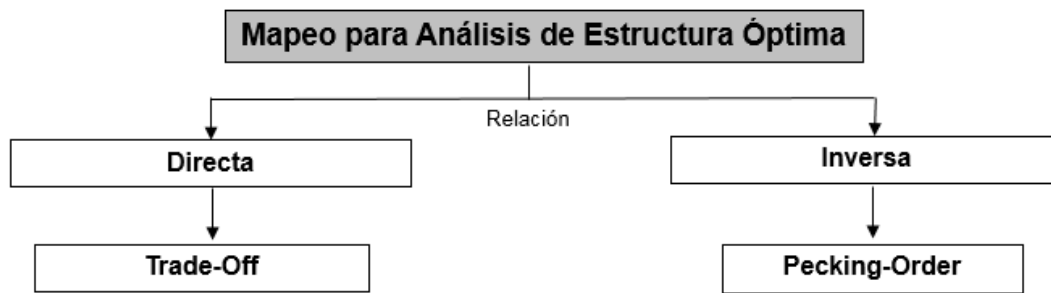 Mapeo para Análisis de Estructura Óptima
Relación
Directa
Inversa
Trade-Off
Pecking-Order